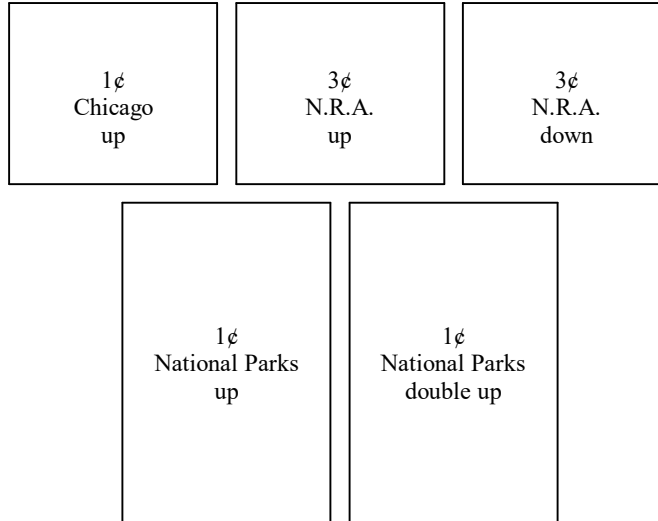 1¢
Chicago
up
3¢
N.R.A.
up
3¢
N.R.A.
down
1¢
National Parks
up
1¢
National Parks
double up